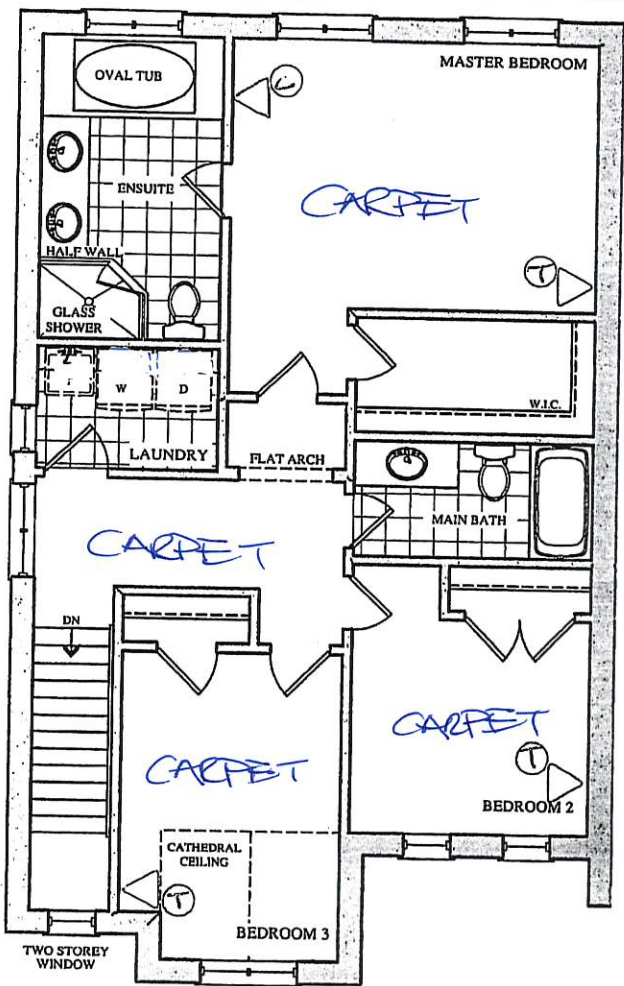 OVAL TUB
MASTER BEDROOM
ENSUITE
CARPET
HALF WALL
GLASS
SHOWER
T
W
D
W.I.C.
LAUNDRY
FLAT ARCH
MAIN BATH
CARPET
DN
CARPET
T
CARPET
BEDROOM 2
CATHEDRAL
CEILING
T
BEDROOM 3
TWO STOREY
WINDOW